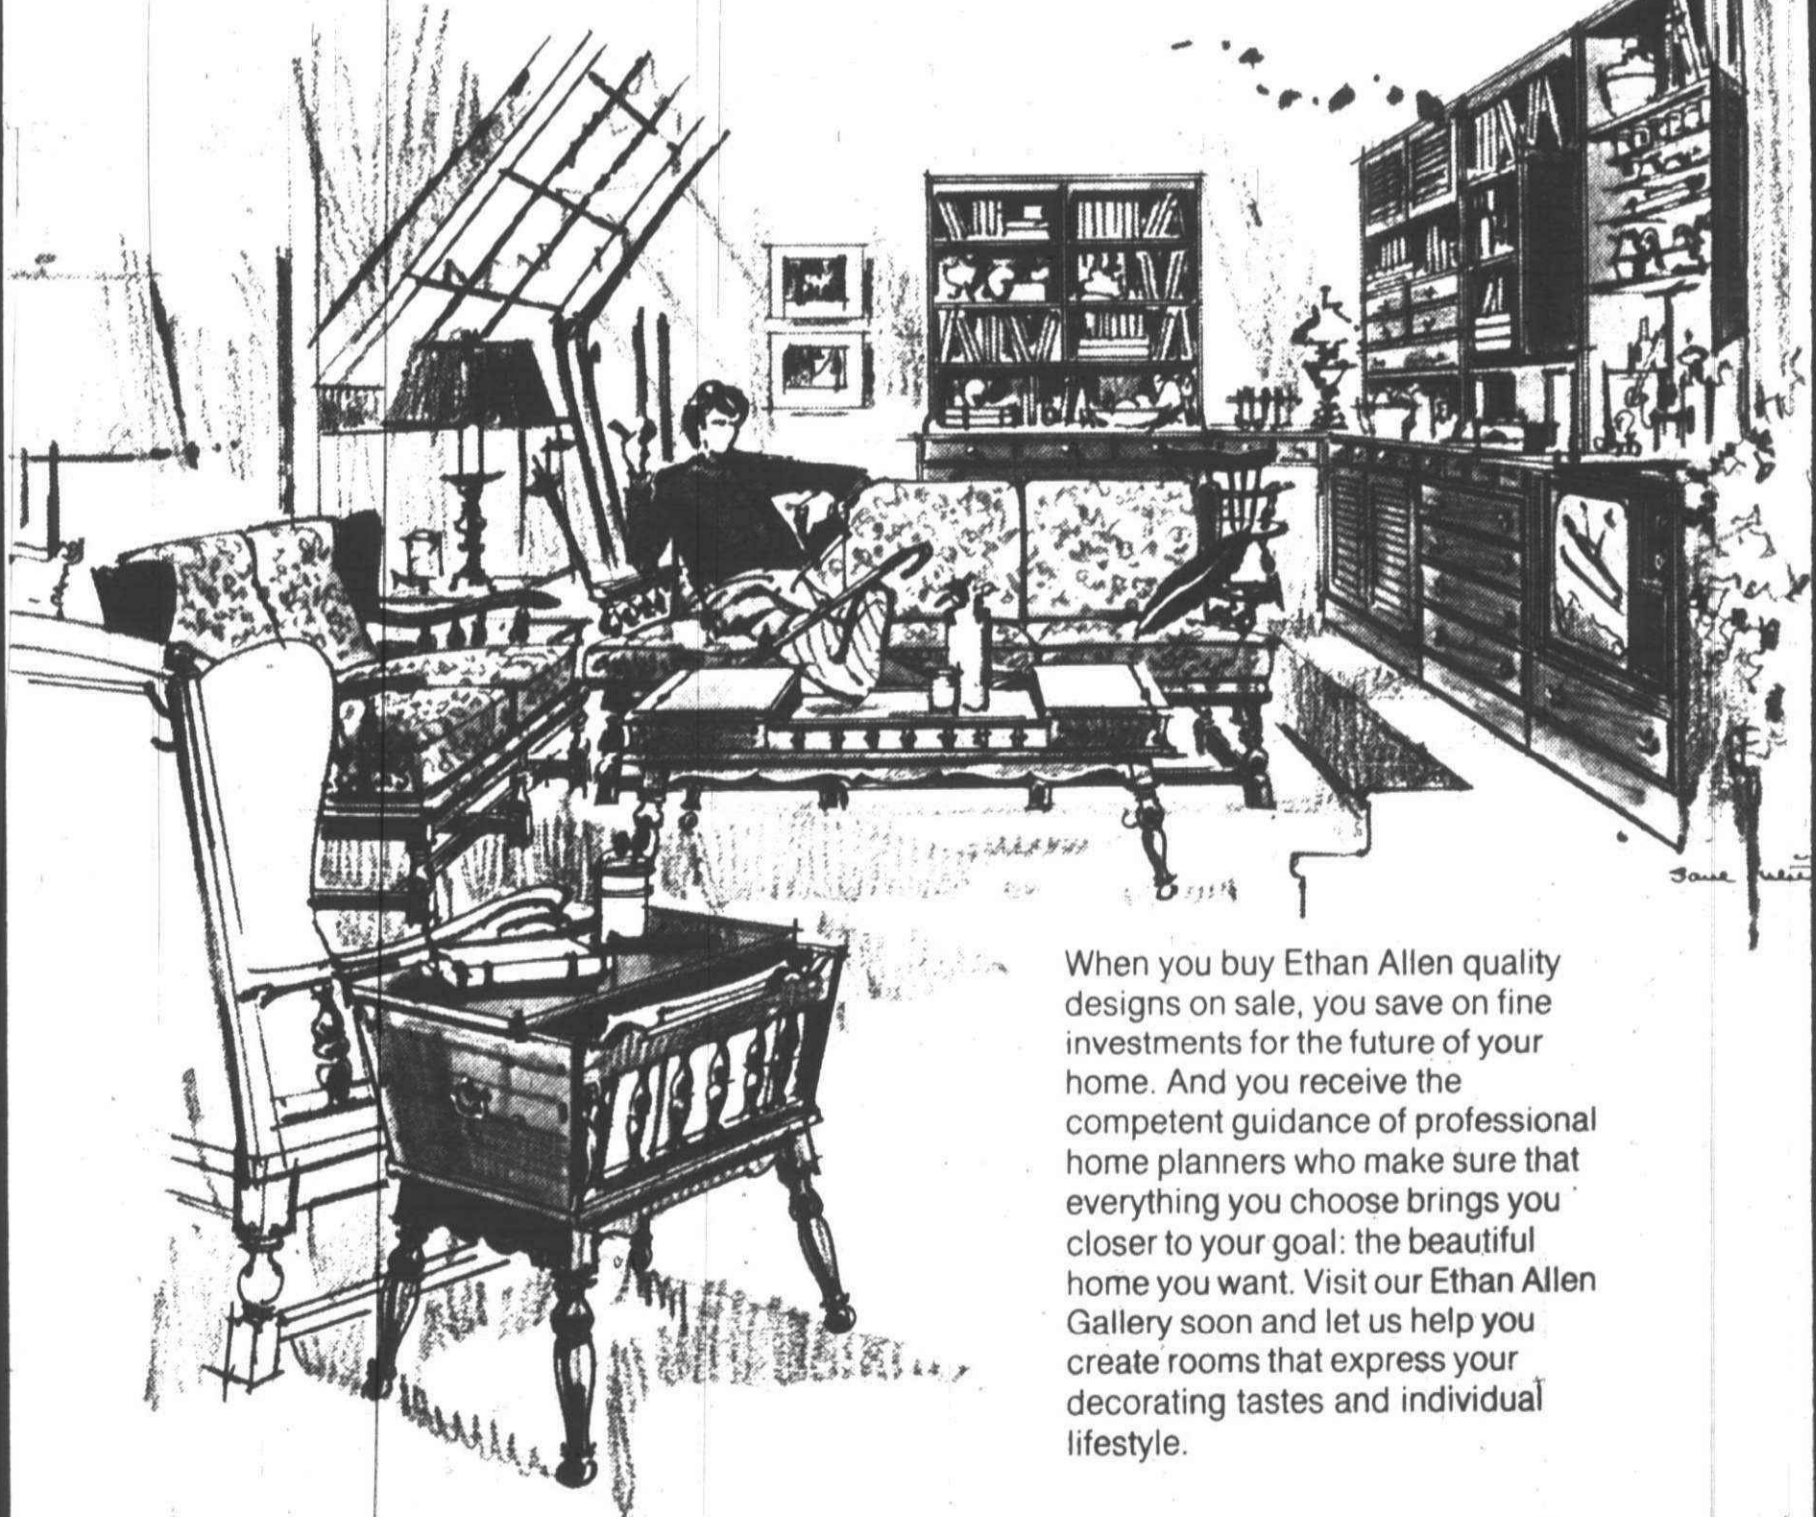 When you buy Ethan Allen quality
designs on sale, you save on fine
investments for the future of your
home. And you receive the
competent guidance of professional
home planners who make sure that
everything you choose brings you
closer to your goal: the beautiful
home you want. Visit our Ethan Allen
Gallery soon and let us help you
create rooms that express your
decorating tastes and individual
lifestyle.